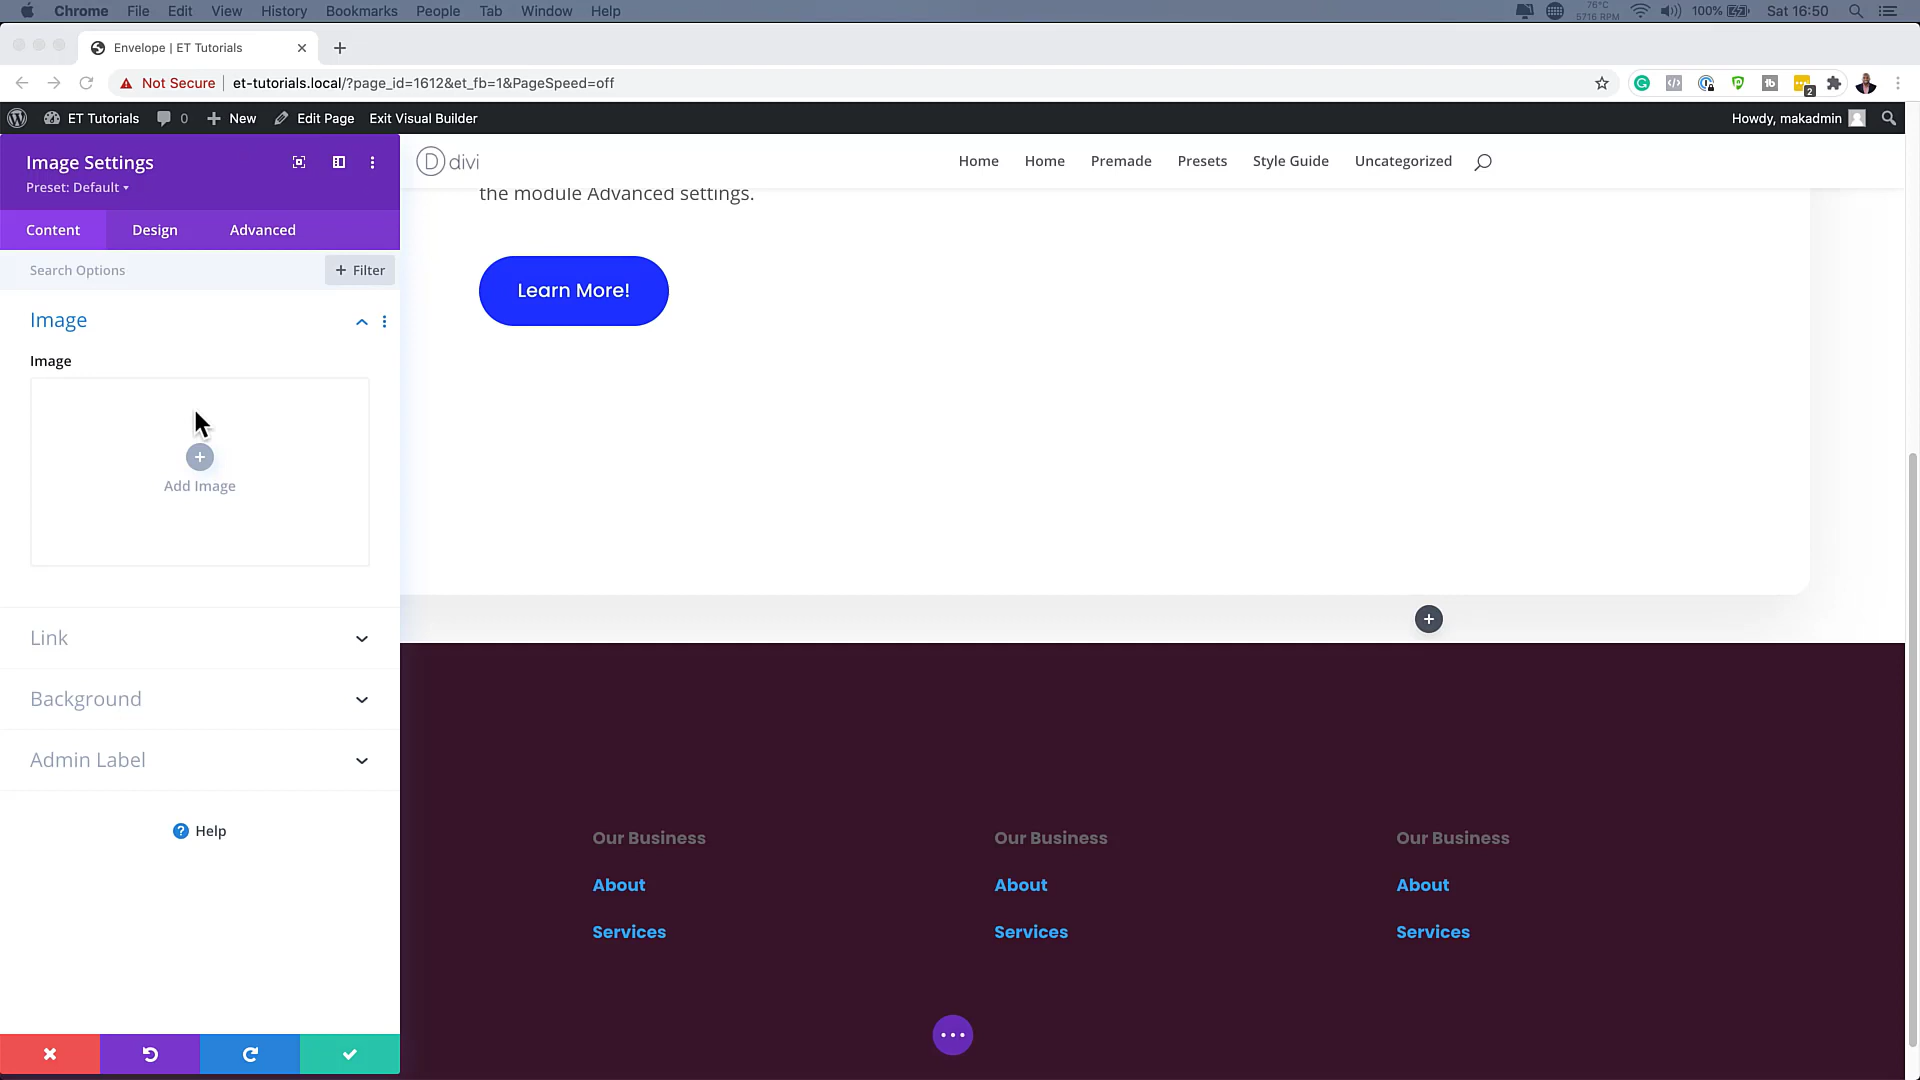 Chrome File Edit View History Bookmarks People Tab Window Help
76°C
5716 RPM
100%
Sat 16:50
Envelope | ET Tutorials
Not Secure
et-tutorials.local/?page_id=1612&et_fb=1&PageSpeed=off
2
ET Tutorials 0 New Edit Page Exit Visual Builder
Howdy, makadmin
Image Settings
Preset: Default
Content Design Advanced
Search Options
+ Filter
Image
Image
Add Image
Link
Background
Admin Label
Help
D divi
Home Home Premade Presets Style Guide Uncategorized
the module Advanced settings.
Learn More!
Our Business Our Business Our Business
About About About
Services Services Services